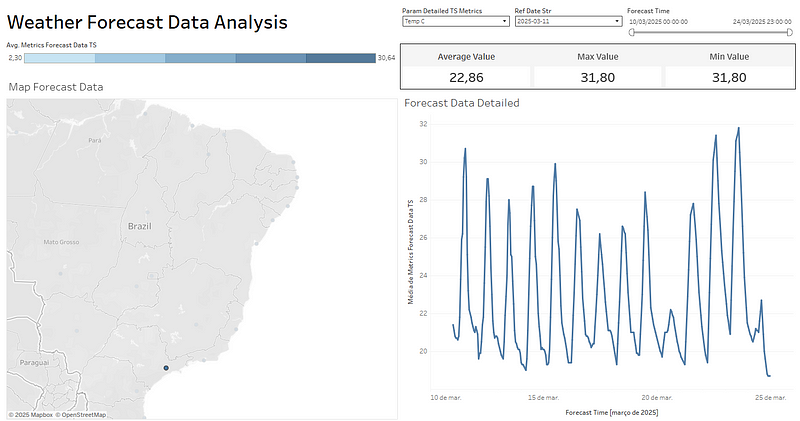 Weather Forecast Data Analysis
Param Detailed TS Metrics
Temp C
Ref Date Str
2025-03-11
Forecast Time
10/03/2025 00:00:00
24/03/2025 23:00:00
Avg. Metrics Forecast Data TS
2,30
30,64
Average Value
Max Value
Min Value
22,86
31,80
31,80
Map Forecast Data
Pará
Brazil
Mato Grosso
Paraguai
© 2025 Mapbox © OpenStreetMap
Forecast Data Detailed
Média de Metrics Forecast Data TS
32
30
28
26
24
22
20
10 de mar.
15 de mar.
20 de mar.
25 de mar.
Forecast Time [março de 2025]